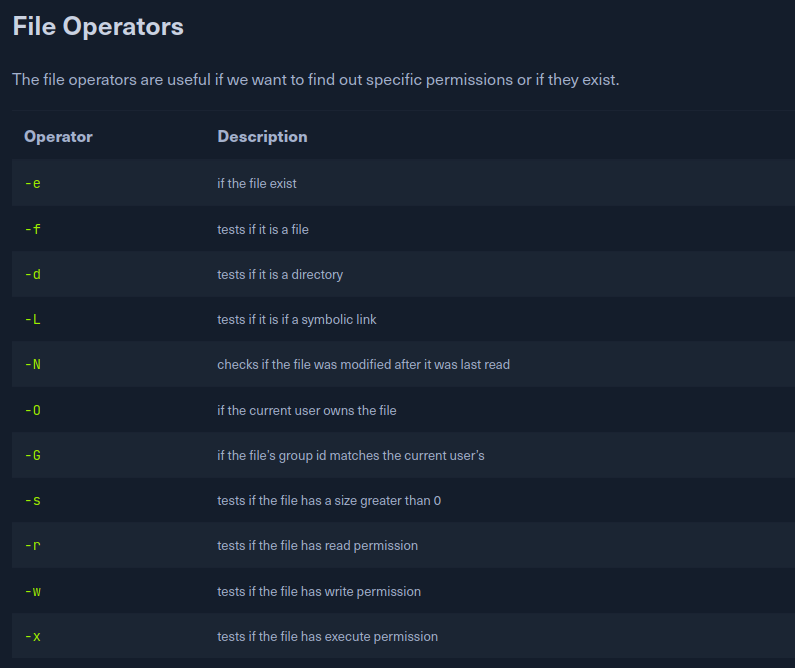 File Operators
The file operators are useful if we want to find out specific permissions or if they exist.
Operator Description
-e if the file exist
-f tests if it is a file
-d tests if it is a directory
-L tests if it is if a symbolic link
-N checks if the file was modified after it was last read
-O if the current user owns the file
-G if the file’s group id matches the current user’s
-s tests if the file has a size greater than 0
-r tests if the file has read permission
-w tests if the file has write permission
-x tests if the file has execute permission